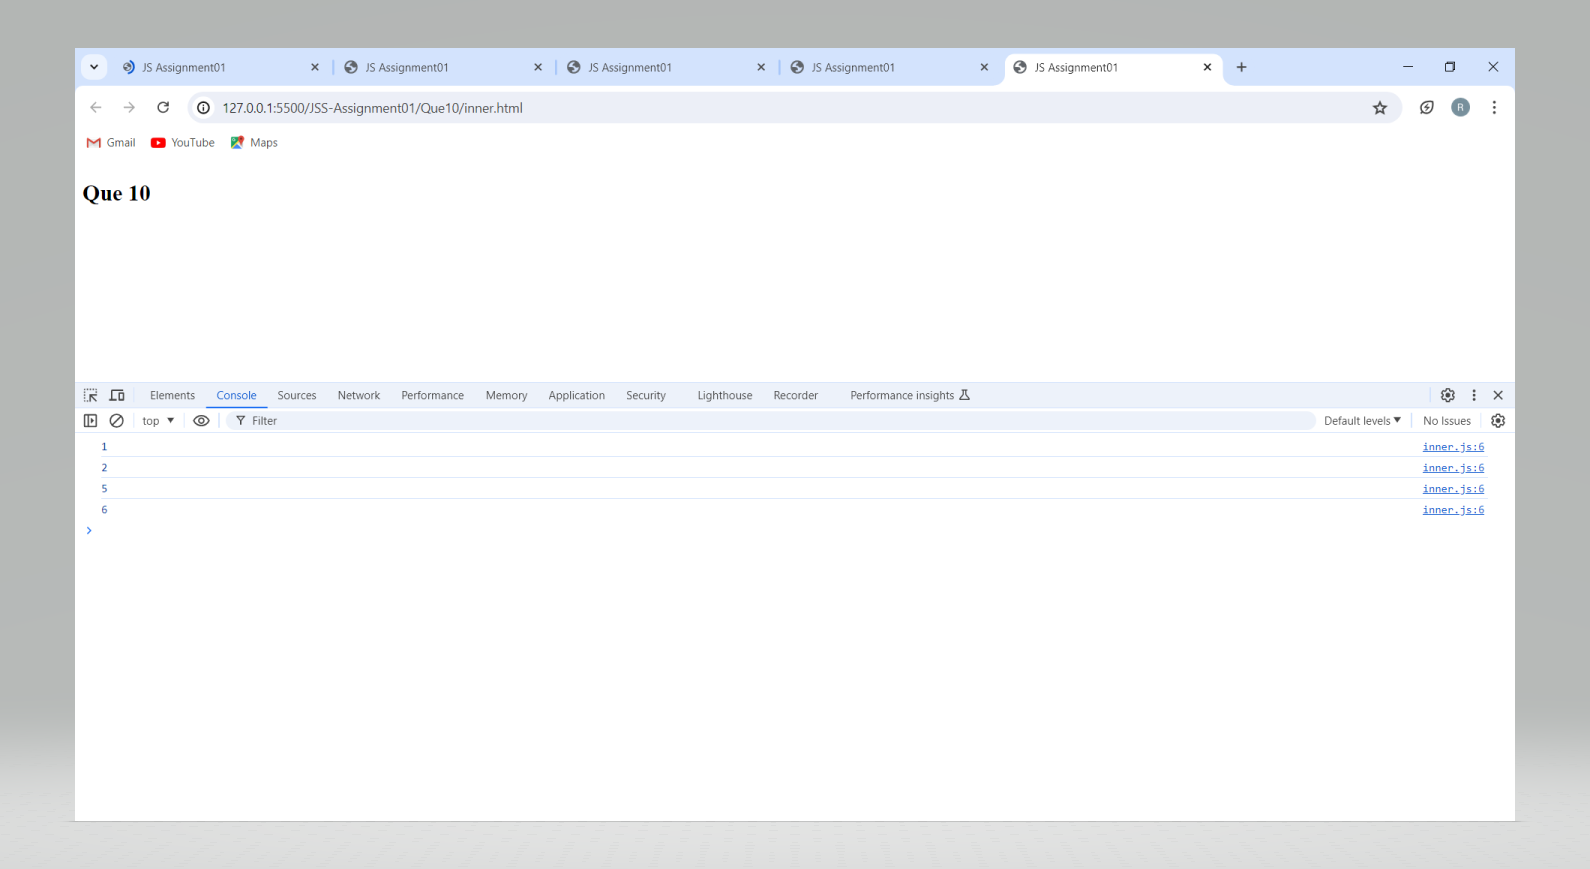 JS Assignment01 JS Assignment01 JS Assignment01 JS Assignment01 JS Assignment01
127.0.0.1:5500/JSS-Assignment01/Que10/inner.html R
Gmail YouTube Maps
Que 10
Elements Console Sources Network Performance Memory Application Security Lighthouse Recorder Performance insights
top Filter Default levels No Issues
1 inner.js:6
2 inner.js:6
5 inner.js:6
6 inner.js:6